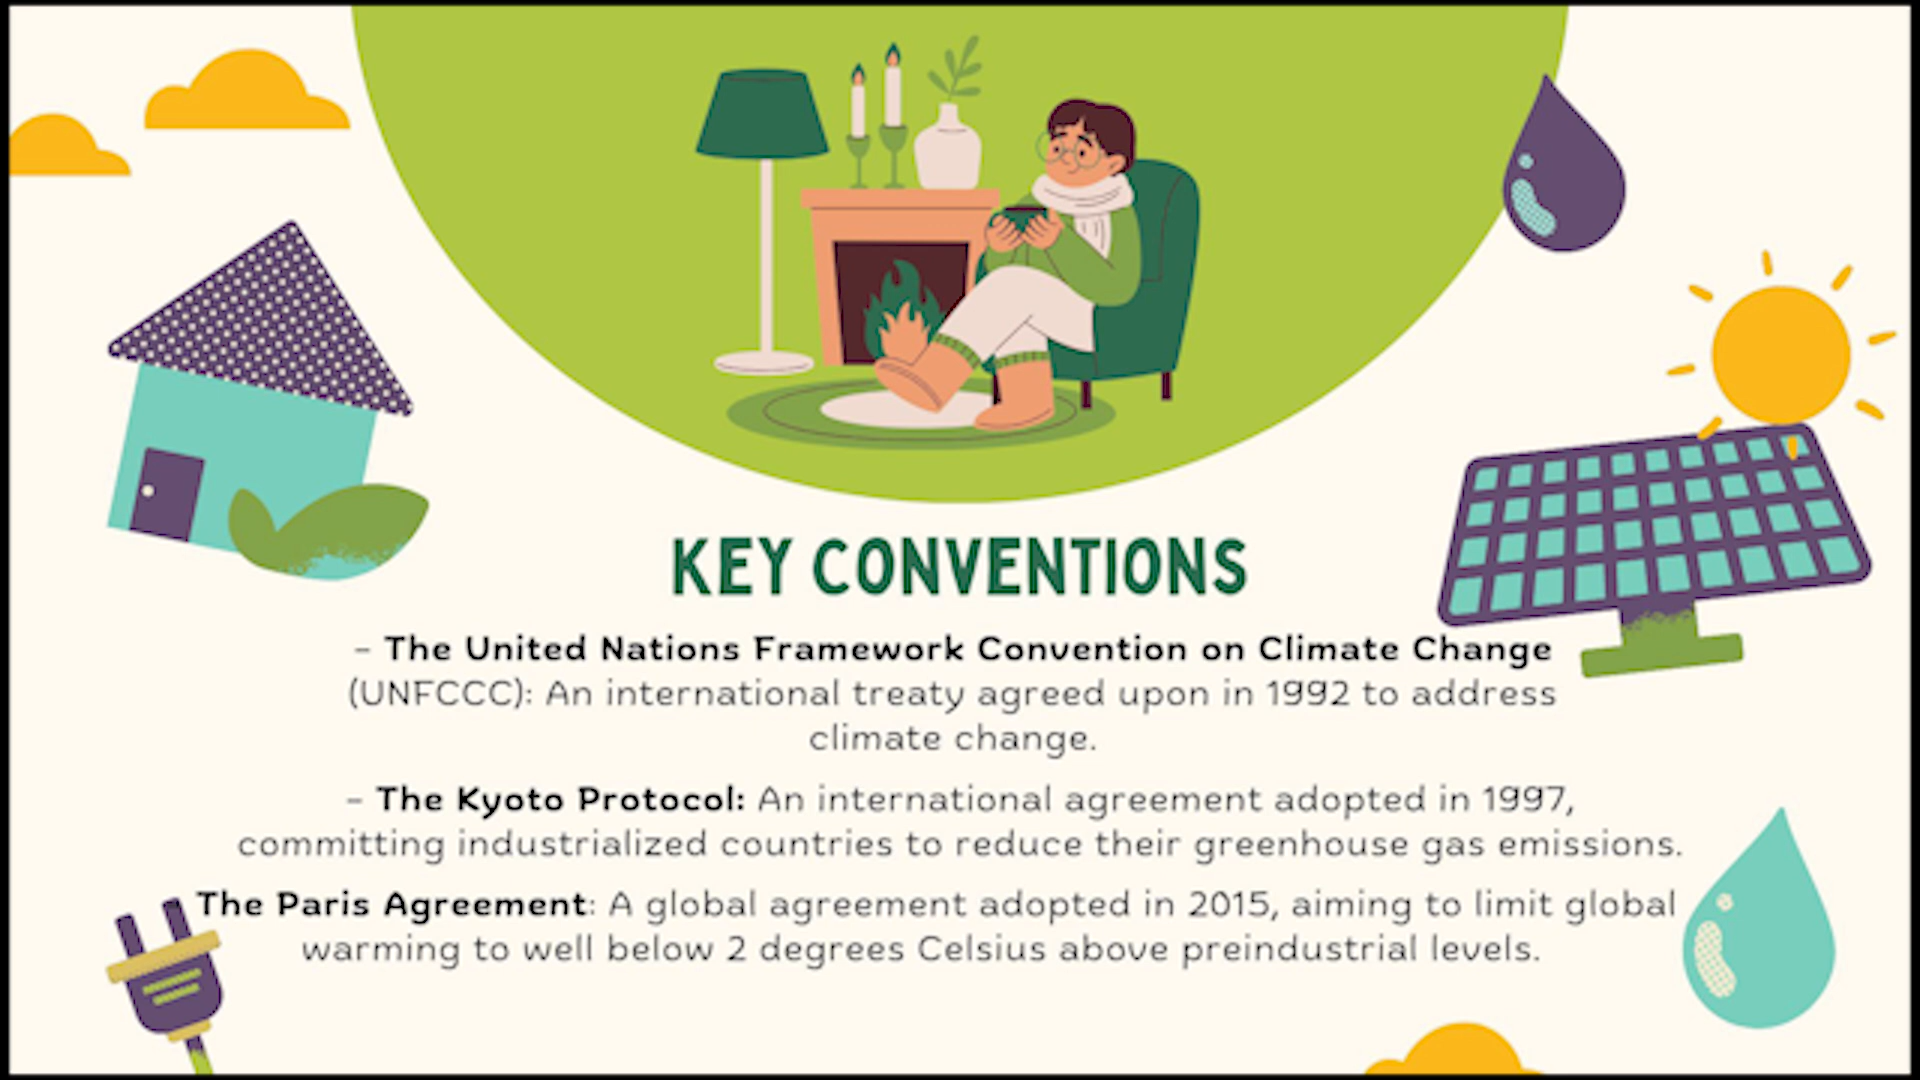 KEY CONVENTIONS
– The United Nations Framework Convention on Climate Change
(UNFCCC): An international treaty agreed upon in 1992 to address
climate change.
– The Kyoto Protocol: An international agreement adopted in 1997,
committing industrialized countries to reduce their greenhouse gas emissions.
The Paris Agreement: A global agreement adopted in 2015, aiming to limit global
warming to well below 2 degrees Celsius above preindustrial levels.